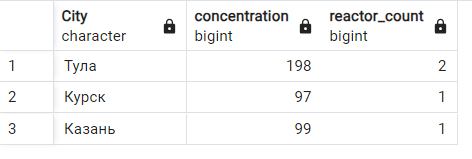 City concentration reactor_count
character bigint bigint
1 Тула 198 2
2 Курск 97 1
3 Казань 99 1